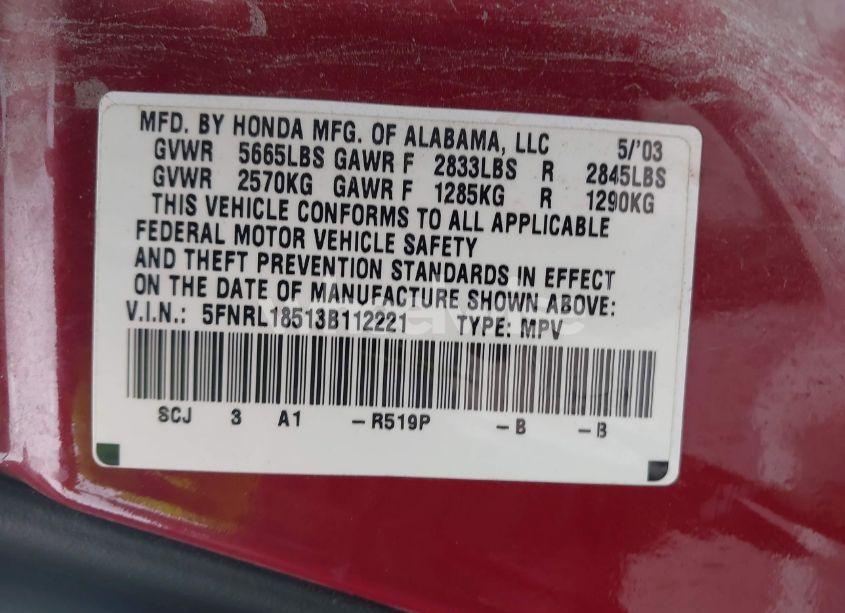 MFD. BY HONDA MFG. OF ALABAMA, LLC 5/'03
GVWR 5665LBS GAWR F 2833LBS R 2845LBS
GVWR 2570KG GAWR F 1285KG R 1290KG
THIS VEHICLE CONFORMS TO ALL APPLICABLE
FEDERAL MOTOR VEHICLE SAFETY
AND THEFT PREVENTION STANDARDS IN EFFECT
ON THE DATE OF MANUFACTURE SHOWN ABOVE:
V.I.N.: 5FNRL18513B112221 TYPE: MPV
SCJ 3 A1 -R519P -B -B